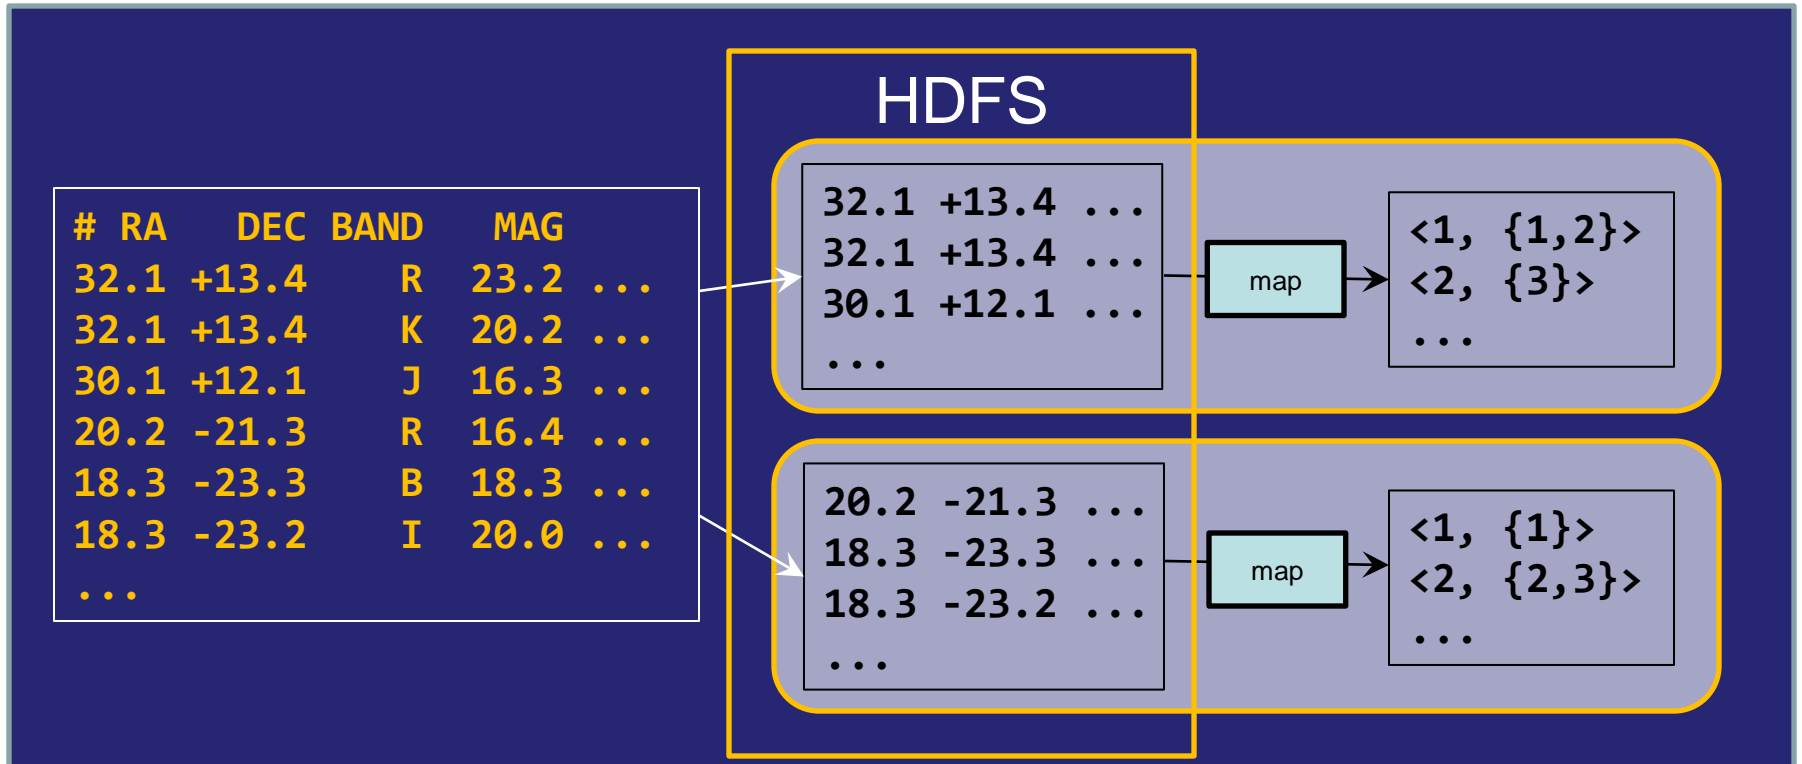 HDFS
# RA   DEC BAND   MAG
32.1 +13.4    R  23.2 ...
32.1 +13.4    K  20.2 ...
30.1 +12.1    J  16.3 ...
20.2 -21.3    R  16.4 ...
18.3 -23.3    B  18.3 ...
18.3 -23.2    I  20.0 ...
...
32.1 +13.4 ...
32.1 +13.4 ...
30.1 +12.1 ...
...
map
<1, {1,2}>
<2, {3}>
...
20.2 -21.3 ...
18.3 -23.3 ...
18.3 -23.2 ...
...
map
<1, {1}>
<2, {2,3}>
...